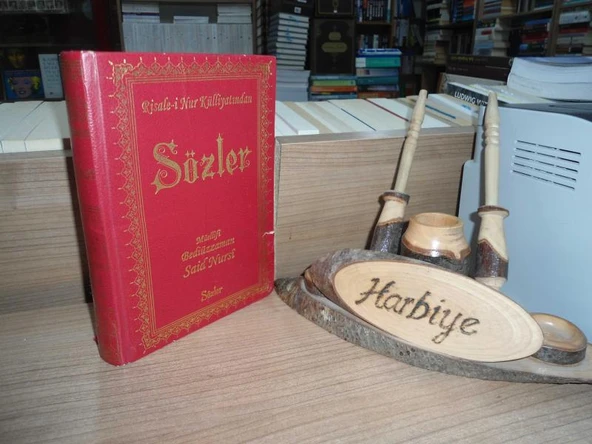 Risale-i Nur Külliyatından
Sözler
Müellifi
Bediüzzaman
Said Nursî
Sözler
Harbiye